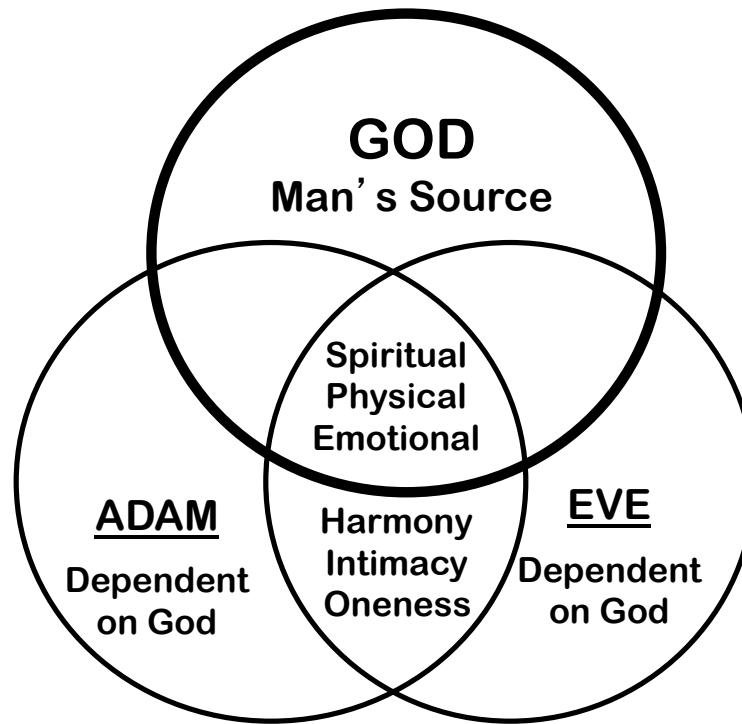 GOD
Man’s Source
Spiritual
Physical
Emotional
ADAM
Dependent
on God
Harmony
Intimacy
Oneness
EVE
Dependent
on God